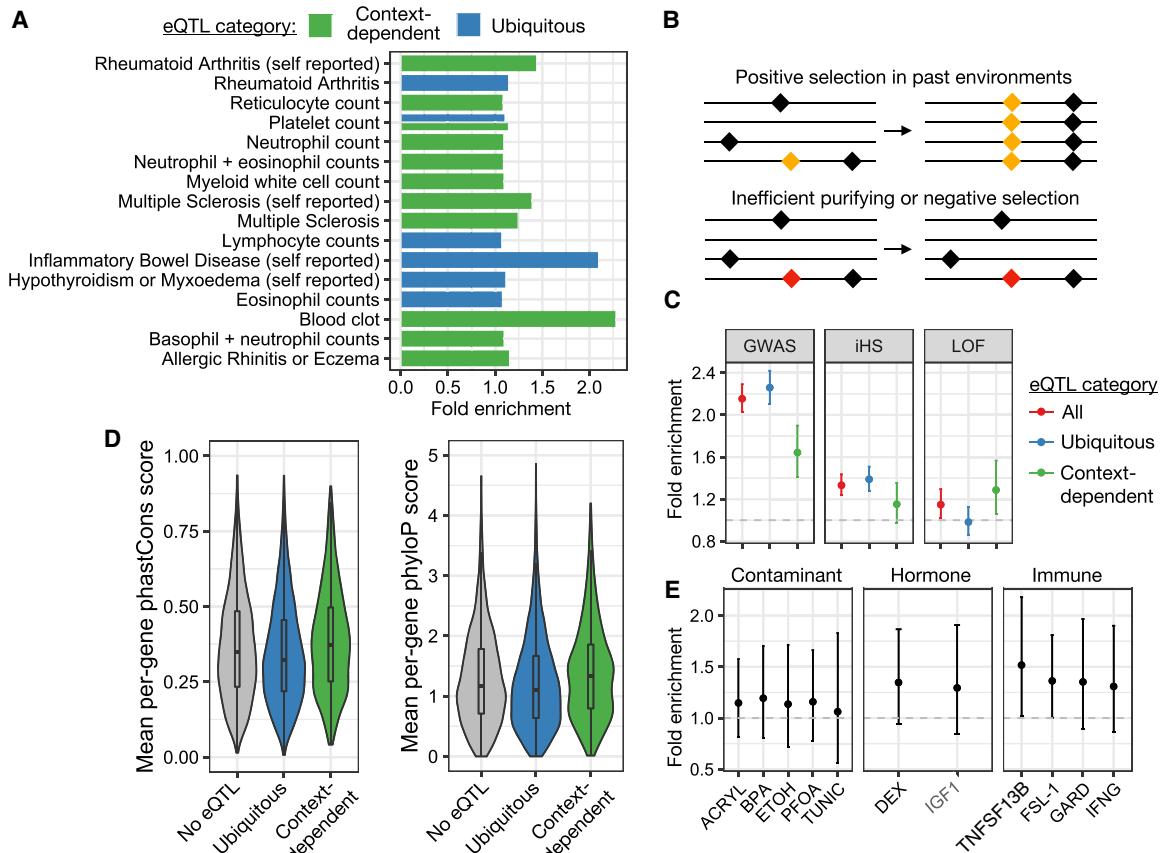 A
eQTL category:
Context-
dependent
Ubiquitous
Rheumatoid Arthritis (self reported)
Rheumatoid Arthritis
Reticulocyte count
Platelet count
Neutrophil count
Neutrophil + eosinophil counts
Myeloid white cell count
Multiple Sclerosis (self reported)
Multiple Sclerosis
Lymphocyte counts
Inflammatory Bowel Disease (self reported)
Hypothyroidism or Myxoedema (self reported)
Eosinophil counts
Blood clot
Basophil + neutrophil counts
Allergic Rhinitis or Eczema
0.0 0.5 1.0 1.5 2.0
Fold enrichment
B
Positive selection in past environments
Inefficient purifying or negative selection
C
GWAS iHS LOF
2.4
2.0
1.6
1.2
0.8
Fold enrichment
eQTL category
All
Ubiquitous
Context-
dependent
D
Mean per-gene phastCons score
1.00
0.75
0.50
0.25
0.00
No eQTL
Ubiquitous
Context-
dependent
Mean per-gene phyloP score
5
4
3
2
1
0
No eQTL
Ubiquitous
Context-
dependent
E
Contaminant Hormone Immune
Fold enrichment
2.0
1.5
1.0
0.5
ACRYL
BPA
ETOH
PFOA
TUNIC
DEX
IGF1
TNFSF13B
FSL-1
GARD
IFNG